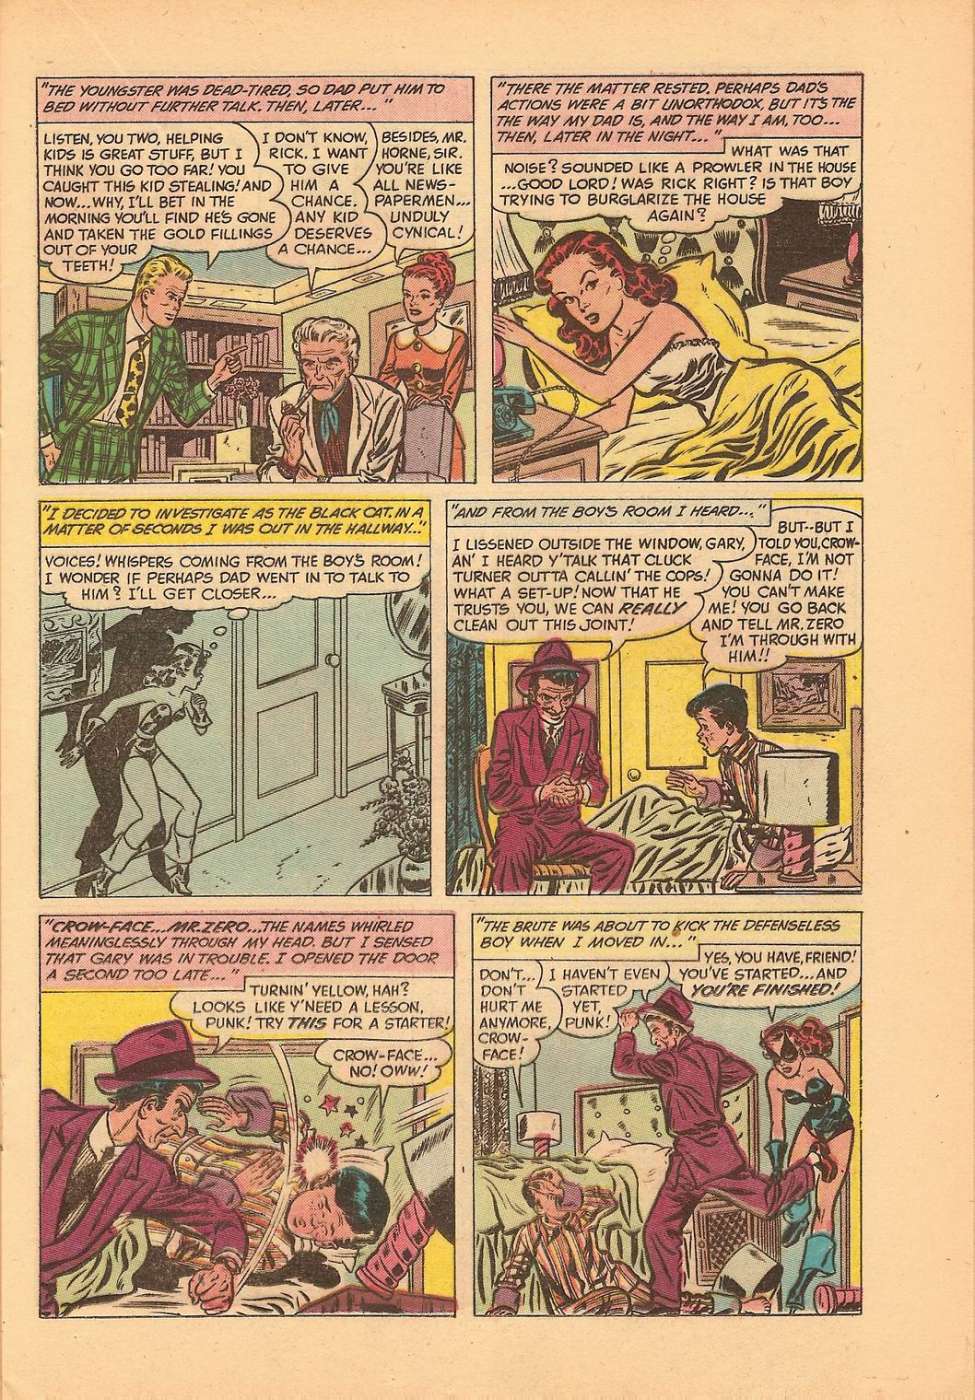 "THE YOUNGSTER WAS DEAD-TIRED, SO DAD PUT HIM TO
BED WITHOUT FURTHER TALK. THEN, LATER... "
LISTEN, YOU TWO, HELPING
KIDS IS GREAT STUFF, BUT I
THINK YOU GO TOO FAR! YOU
CAUGHT THIS KID STEALING! AND
NOW...WHY, I'LL BET IN THE
MORNING YOU'LL FIND HE'S GONE
AND TAKEN THE GOLD FILLINGS
OUT OF YOUR
TEETH!
I DON'T KNOW,
RICK. I WANT
TO GIVE
HIM A
CHANCE.
ANY KID
DESERVES
A CHANCE...
BESIDES, MR.
HORNE, SIR.
YOU'RE LIKE
ALL NEWS-
PAPERMEN...
UNDULY
CYNICAL!
"THERE THE MATTER RESTED. PERHAPS DAD'S
ACTIONS WERE A BIT UNORTHODOX, BUT IT'S THE
THE WAY MY DAD IS, AND THE WAY I AM, TOO...
THEN, LATER IN THE NIGHT..."
WHAT WAS THAT
NOISE? SOUNDED LIKE A PROWLER IN THE HOUSE
...GOOD LORD! WAS RICK RIGHT? IS THAT BOY
TRYING TO BURGLARIZE THE HOUSE
AGAIN?
"I DECIDED TO INVESTIGATE AS THE BLACK CAT. IN A
MATTER OF SECONDS I WAS OUT IN THE HALLWAY.."
VOICES! WHISPERS COMING FROM THE BOY'S ROOM!
I WONDER IF PERHAPS DAD WENT IN TO TALK TO
HIM? I'LL GET CLOSER...
"AND FROM THE BOY'S ROOM I HEARD..."
I LISSENED OUTSIDE THE WINDOW, GARY,
AN' I HEARD Y'TALK THAT CLUCK
TURNER OUTTA CALLIN' THE COPS!
WHAT A SET-UP! NOW THAT HE
TRUSTS YOU, WE CAN REALLY
CLEAN OUT THIS JOINT!
BUT--BUT I
TOLD YOU, CROW-
FACE, I'M NOT
GONNA DO IT!
YOU CAN'T MAKE
ME! YOU GO BACK
AND TELL MR. ZERO
I'M THROUGH WITH
HIM!!
"CROW-FACE...MR.ZERO...THE NAMES WHIRLED
MEANINGLESSLY THROUGH MY HEAD. BUT I SENSED
THAT GARY WAS IN TROUBLE. I OPENED THE DOOR
A SECOND TOO LATE..."
TURNIN' YELLOW, HAH?
LOOKS LIKE Y'NEED A LESSON,
PUNK! TRY THIS FOR A STARTER!
CROW-FACE...
NO! OWW!
"THE BRUTE WAS ABOUT TO KICK THE DEFENSELESS
BOY WHEN I MOVED IN..."
DON'T...
DON'T
HURT ME
ANYMORE,
CROW-
FACE!
I HAVEN'T EVEN
STARTED
YET,
PUNK!
YES, YOU HAVE, FRIEND!
YOU'VE STARTED...AND
YOU'RE FINISHED!